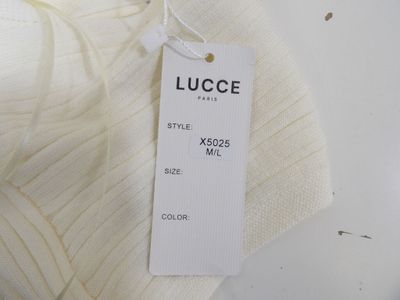 LUCCE
PARIS
STYLE:
X5025
M/L
SIZE:
COLOR: